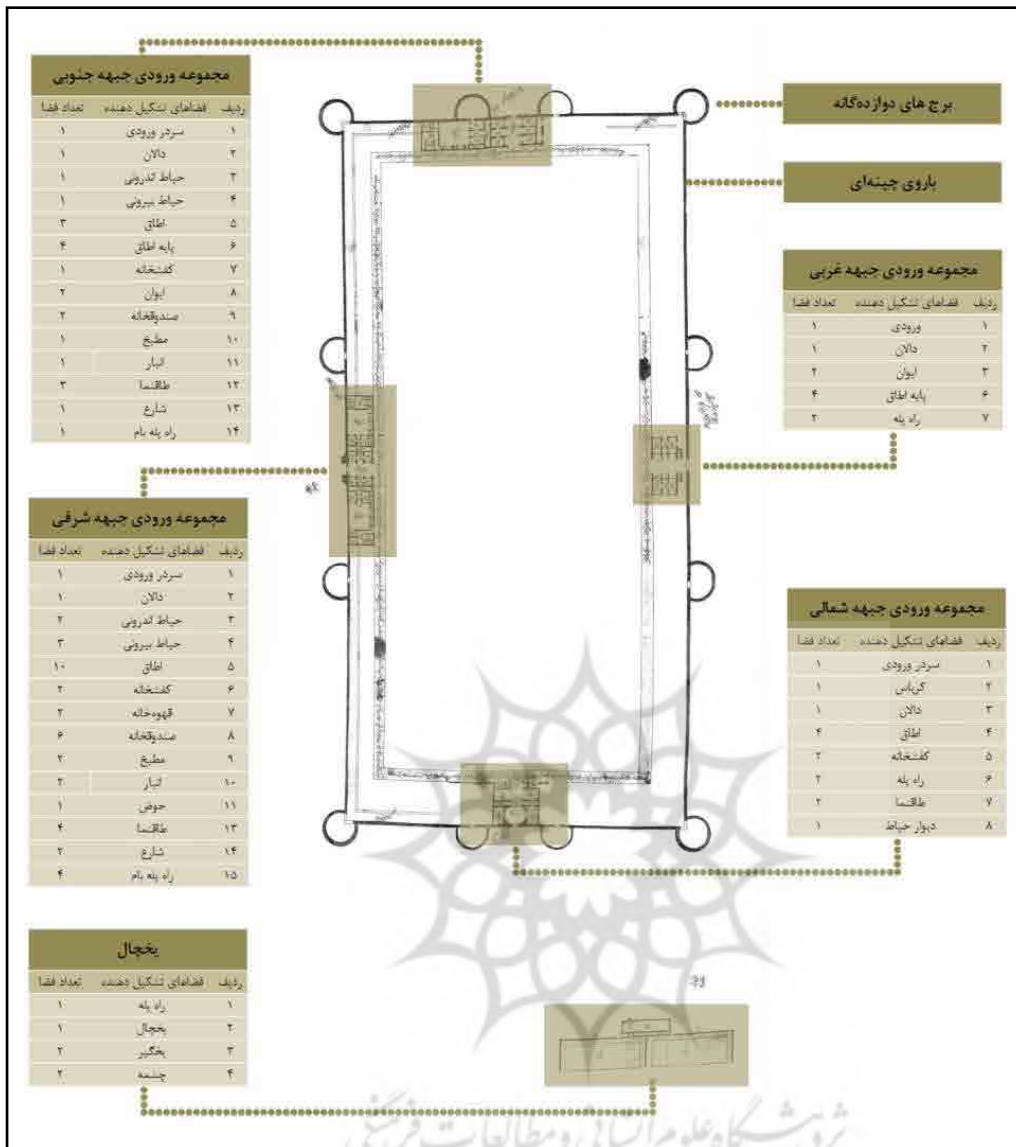 مجموعه ورودی جبهه جنوبی
ردیف فضاهای تشکیل دهنده تعداد فضا
۱ سردر ورودی ۱
۲ دالان ۱
۳ حیاط اندرونی ۱
۴ حیاط بیرونی ۱
۵ اطاق ۳
۶ پایه اطاق ۴
۷ کفشخانه ۱
۸ ایوان ۲
۹ صندوقخانه ۲
۱۰ مطبخ ۱
۱۱ انبار ۱
۱۲ طاقنما ۳
۱۳ شارع ۱
۱۴ راه پله بام ۱
برج های دوازده‌گانه
باروی چینه‌ای
مجموعه ورودی جبهه غربی
ردیف فضاهای تشکیل دهنده تعداد فضا
۱ ورودی ۱
۲ دالان ۱
۳ ایوان ۲
۶ پایه اطاق ۴
۷ راه پله ۲
مجموعه ورودی جبهه شرقی
ردیف فضاهای تشکیل دهنده تعداد فضا
۱ سردر ورودی ۱
۲ دالان ۱
۳ حیاط اندرونی ۲
۴ حیاط بیرونی ۳
۵ اطاق ۱۰
۶ کفشخانه ۲
۷ قهوه‌خانه ۲
۸ صندوقخانه ۶
۹ مطبخ ۲
۱۰ انبار ۲
۱۱ حوض ۱
۱۳ طاقنما ۴
۱۴ شارع ۲
۱۵ راه پله بام ۴
مجموعه ورودی جبهه شمالی
ردیف فضاهای تشکیل دهنده تعداد فضا
۱ سردر ورودی ۱
۲ کریاس ۱
۳ دالان ۱
۴ اطاق ۴
۵ کفشخانه ۲
۶ راه پله ۲
۷ طاقنما ۲
۸ دیوار حیاط ۱
یخچال
ردیف فضاهای تشکیل دهنده تعداد فضا
۱ راه پله ۱
۲ یخچال ۱
۳ یخگیر ۲
۴ چشمه ۲
پژوهشگاه علوم انسانی و مطالعات فرهنگی